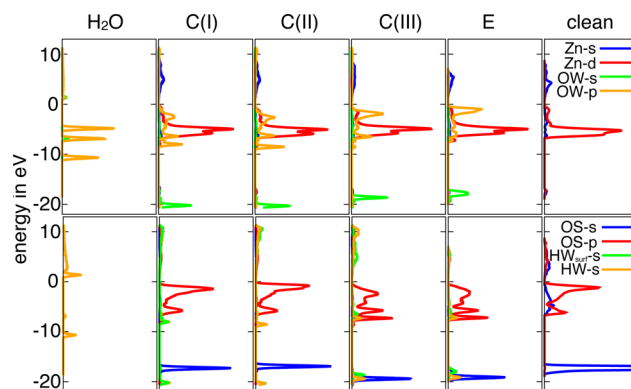 H₂O C(I) C(II) C(III) E clean
Zn-s
Zn-d
OW-s
OW-p
10
0
-10
-20
energy in eV
OS-s
OS-p
HWsurf-s
HW-s
10
0
-10
-20